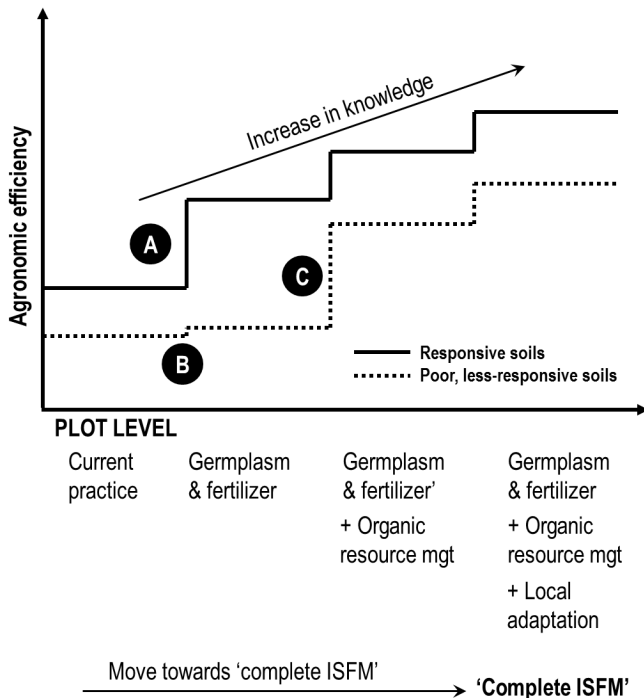 Agronomic efficiency
Increase in knowledge
A
C
B
Responsive soils
Poor, less-responsive soils
PLOT LEVEL
Current
practice
Germplasm
& fertilizer
Germplasm
& fertilizer’
+ Organic
resource mgt
Germplasm
& fertilizer
+ Organic
resource mgt
+ Local
adaptation
Move towards ‘complete ISFM’
‘Complete ISFM’